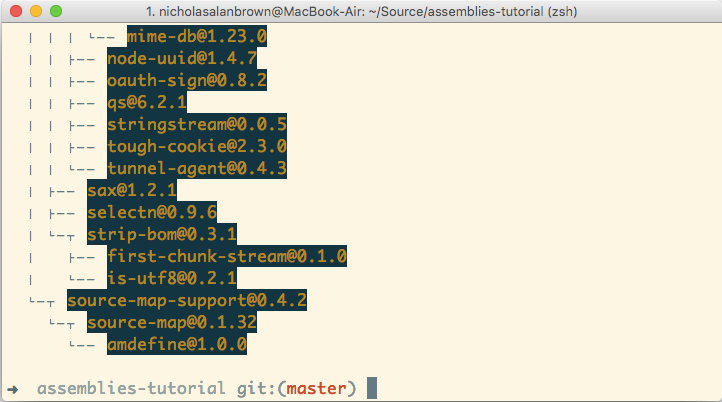 1. nicholasalanbrown@MacBook-Air: ~/Source/assemblies-tutorial (zsh)
│ │ │ └── mime-db@1.23.0
│ │ ├── node-uuid@1.4.7
│ │ ├── oauth-sign@0.8.2
│ │ ├── qs@6.2.1
│ │ ├── stringstream@0.0.5
│ │ ├── tough-cookie@2.3.0
│ │ └── tunnel-agent@0.4.3
│ ├── sax@1.2.1
│ ├── selectn@0.9.6
│ └─┬ strip-bom@0.3.1
│   ├── first-chunk-stream@0.1.0
│   └── is-utf8@0.2.1
└─┬ source-map-support@0.4.2
  └─┬ source-map@0.1.32
    └── amdefine@1.0.0
➜ assemblies-tutorial git:(master)